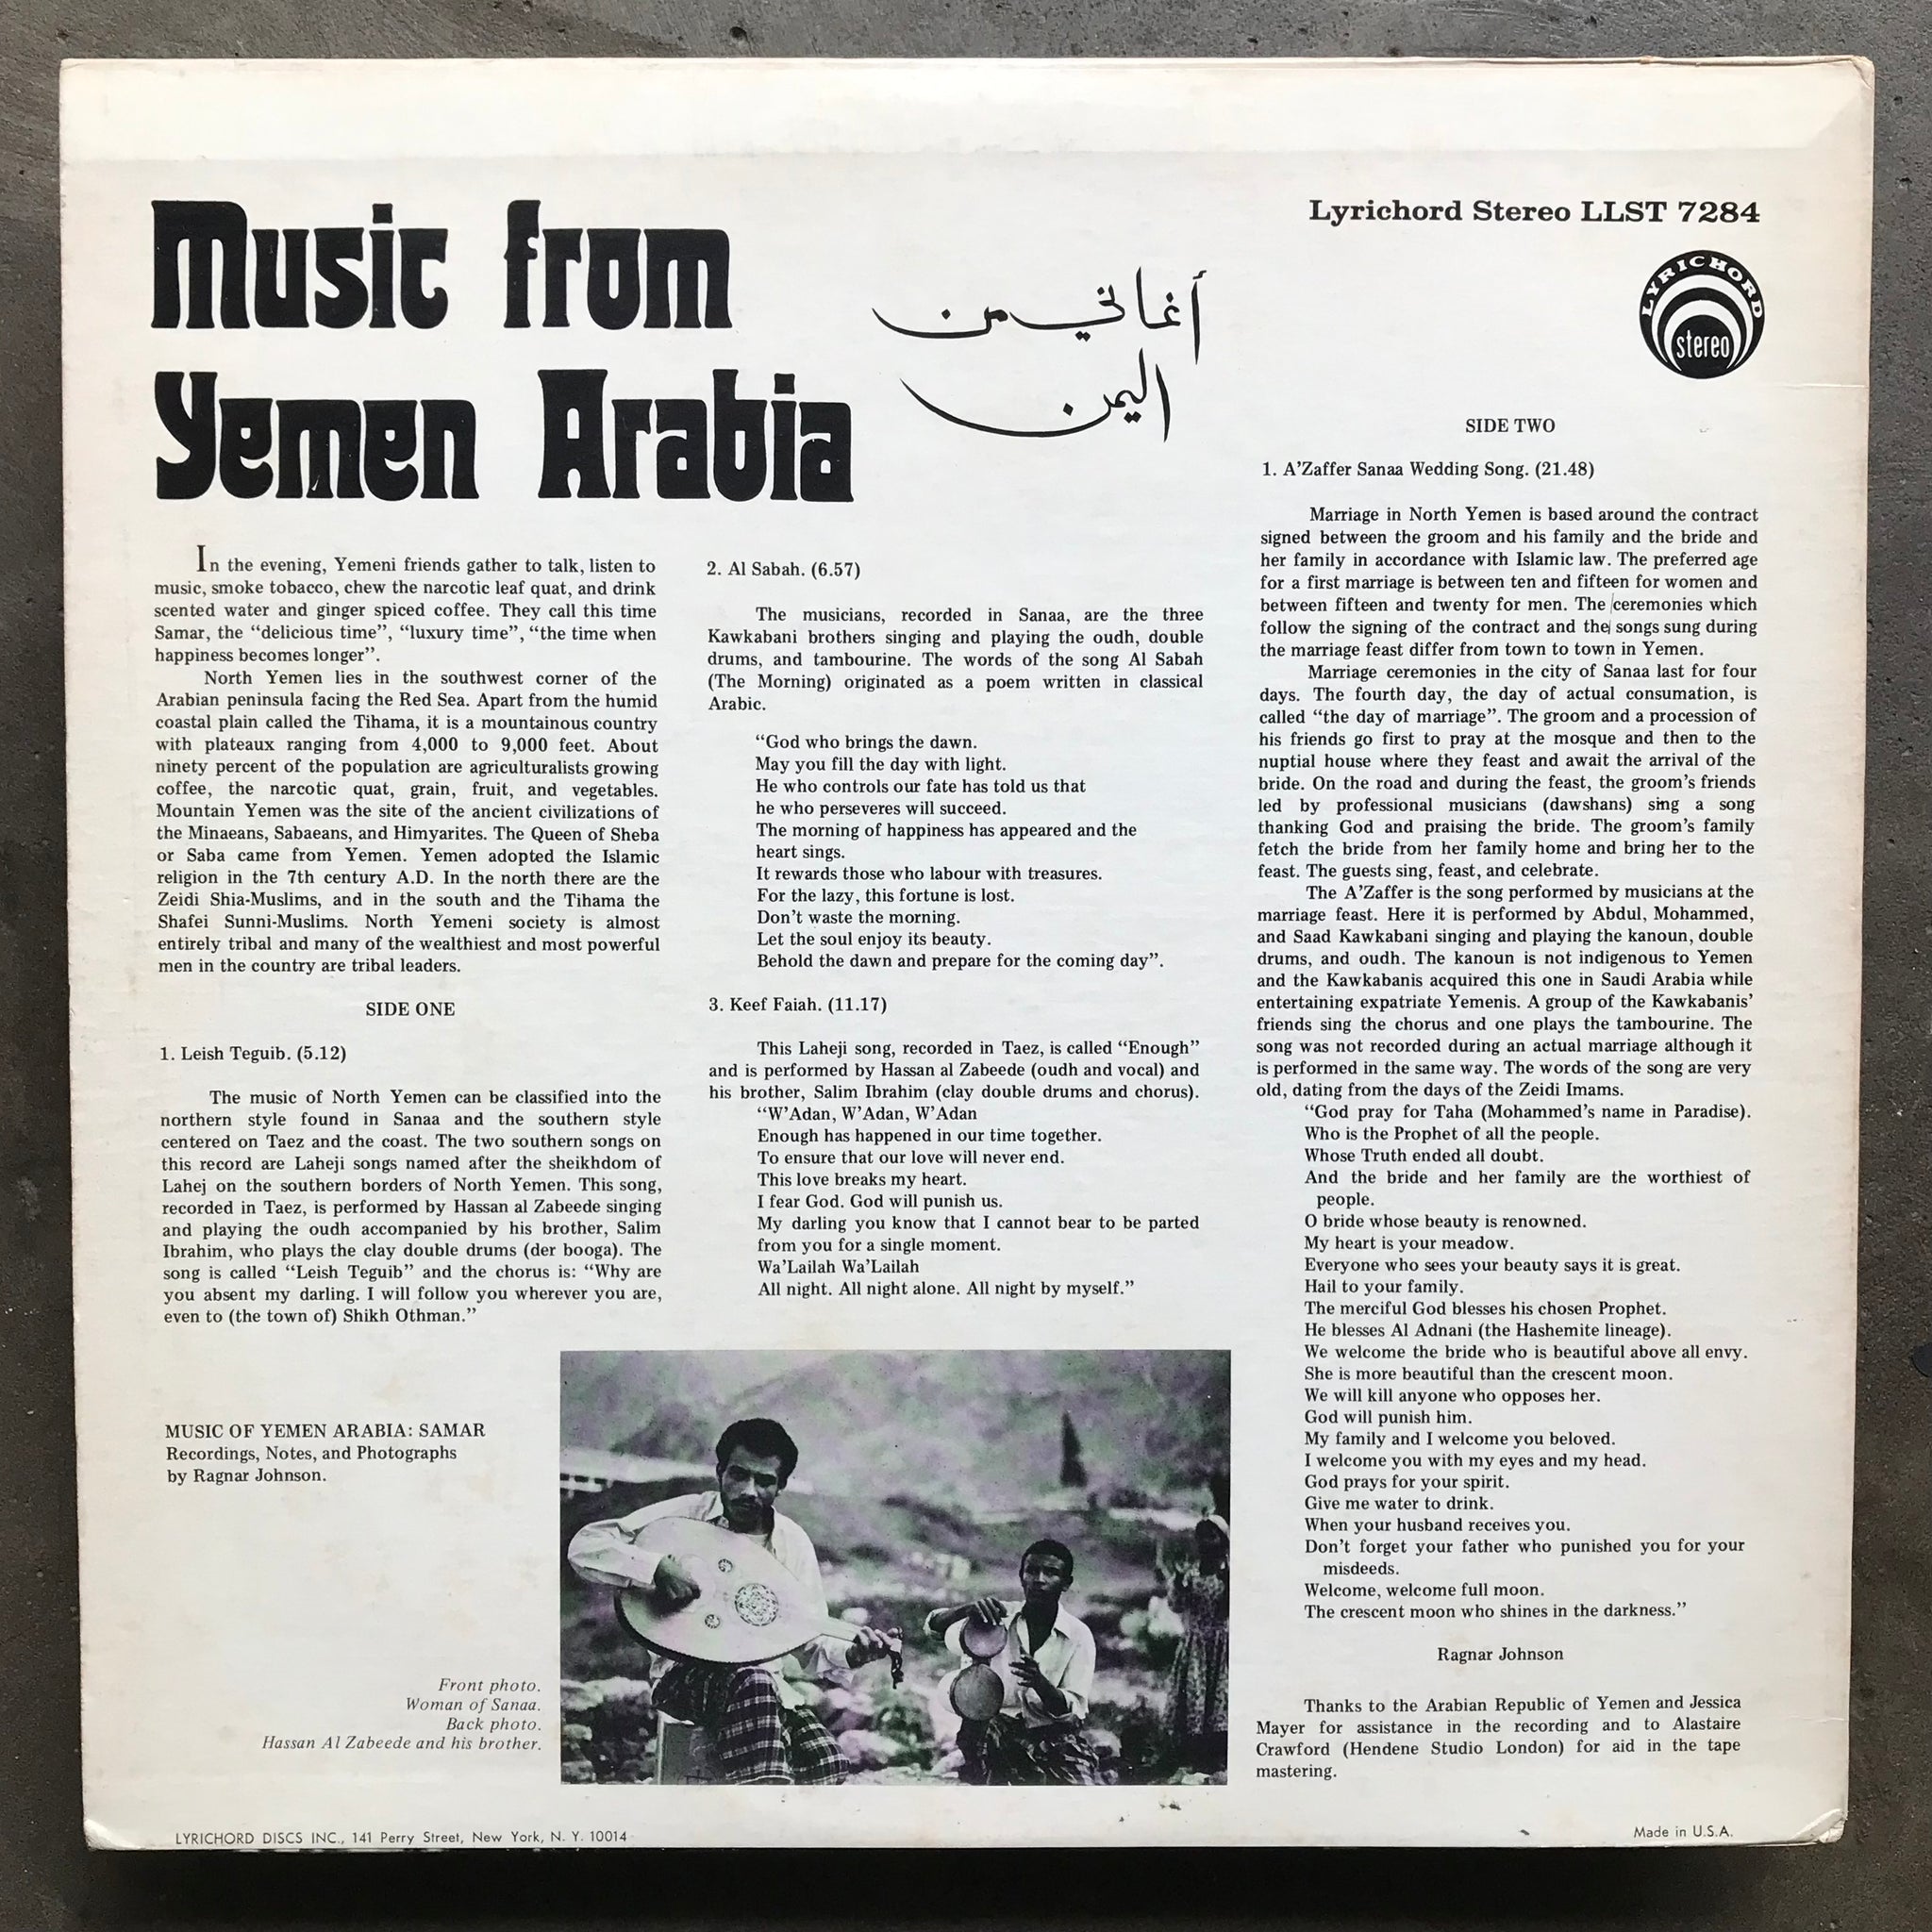 Music from
Yemen Arabia
أغاني من
اليمن
Lyrichord Stereo LLST 7284
LYRICHORD
stereo
In the evening, Yemeni friends gather to talk, listen to
music, smoke tobacco, chew the narcotic leaf quat, and drink
scented water and ginger spiced coffee. They call this time
Samar, the “delicious time”, “luxury time”, “the time when
happiness becomes longer”.
North Yemen lies in the southwest corner of the
Arabian peninsula facing the Red Sea. Apart from the humid
coastal plain called the Tihama, it is a mountainous country
with plateaux ranging from 4,000 to 9,000 feet. About
ninety percent of the population are agriculturalists growing
coffee, the narcotic quat, grain, fruit, and vegetables.
Mountain Yemen was the site of the ancient civilizations of
the Minaeans, Sabaeans, and Himyarites. The Queen of Sheba
or Saba came from Yemen. Yemen adopted the Islamic
religion in the 7th century A.D. In the north there are the
Zeidi Shia-Muslims, and in the south and the Tihama the
Shafei Sunni-Muslims. North Yemeni society is almost
entirely tribal and many of the wealthiest and most powerful
men in the country are tribal leaders.
SIDE ONE
1. Leish Teguib. (5.12)
The music of North Yemen can be classified into the
northern style found in Sanaa and the southern style
centered on Taez and the coast. The two southern songs on
this record are Laheji songs named after the sheikhdom of
Lahej on the southern borders of North Yemen. This song,
recorded in Taez, is performed by Hassan al Zabeede singing
and playing the oudh accompanied by his brother, Salim
Ibrahim, who plays the clay double drums (der booga). The
song is called “Leish Teguib” and the chorus is: “Why are
you absent my darling. I will follow you wherever you are,
even to (the town of) Shikh Othman.”
MUSIC OF YEMEN ARABIA: SAMAR
Recordings, Notes, and Photographs
by Ragnar Johnson.
Front photo.
Woman of Sanaa.
Back photo.
Hassan Al Zabeede and his brother.
2. Al Sabah. (6.57)
The musicians, recorded in Sanaa, are the three
Kawkabani brothers singing and playing the oudh, double
drums, and tambourine. The words of the song Al Sabah
(The Morning) originated as a poem written in classical
Arabic.
“God who brings the dawn.
May you fill the day with light.
He who controls our fate has told us that
he who perseveres will succeed.
The morning of happiness has appeared and the
heart sings.
It rewards those who labour with treasures.
For the lazy, this fortune is lost.
Don’t waste the morning.
Let the soul enjoy its beauty.
Behold the dawn and prepare for the coming day”.
3. Keef Faiah. (11.17)
This Laheji song, recorded in Taez, is called “Enough”
and is performed by Hassan al Zabeede (oudh and vocal) and
his brother, Salim Ibrahim (clay double drums and chorus).
“W’Adan, W’Adan, W’Adan
Enough has happened in our time together.
To ensure that our love will never end.
This love breaks my heart.
I fear God. God will punish us.
My darling you know that I cannot bear to be parted
from you for a single moment.
Wa’Lailah Wa’Lailah
All night. All night alone. All night by myself.”
SIDE TWO
1. A’Zaffer Sanaa Wedding Song. (21.48)
Marriage in North Yemen is based around the contract
signed between the groom and his family and the bride and
her family in accordance with Islamic law. The preferred age
for a first marriage is between ten and fifteen for women and
between fifteen and twenty for men. The ceremonies which
follow the signing of the contract and the songs sung during
the marriage feast differ from town to town in Yemen.
Marriage ceremonies in the city of Sanaa last for four
days. The fourth day, the day of actual consumation, is
called “the day of marriage”. The groom and a procession of
his friends go first to pray at the mosque and then to the
nuptial house where they feast and await the arrival of the
bride. On the road and during the feast, the groom’s friends
led by professional musicians (dawshans) sing a song
thanking God and praising the bride. The groom’s family
fetch the bride from her family home and bring her to the
feast. The guests sing, feast, and celebrate.
The A’Zaffer is the song performed by musicians at the
marriage feast. Here it is performed by Abdul, Mohammed,
and Saad Kawkabani singing and playing the kanoun, double
drums, and oudh. The kanoun is not indigenous to Yemen
and the Kawkabanis acquired this one in Saudi Arabia while
entertaining expatriate Yemenis. A group of the Kawkabanis’
friends sing the chorus and one plays the tambourine. The
song was not recorded during an actual marriage although it
is performed in the same way. The words of the song are very
old, dating from the days of the Zeidi Imams.
“God pray for Taha (Mohammed’s name in Paradise).
Who is the Prophet of all the people.
Whose Truth ended all doubt.
And the bride and her family are the worthiest of
people.
O bride whose beauty is renowned.
My heart is your meadow.
Everyone who sees your beauty says it is great.
Hail to your family.
The merciful God blesses his chosen Prophet.
He blesses Al Adnani (the Hashemite lineage).
We welcome the bride who is beautiful above all envy.
She is more beautiful than the crescent moon.
We will kill anyone who opposes her.
God will punish him.
My family and I welcome you beloved.
I welcome you with my eyes and my head.
God prays for your spirit.
Give me water to drink.
When your husband receives you.
Don’t forget your father who punished you for your
misdeeds.
Welcome, welcome full moon.
The crescent moon who shines in the darkness.”
Ragnar Johnson
Thanks to the Arabian Republic of Yemen and Jessica
Mayer for assistance in the recording and to Alastaire
Crawford (Hendene Studio London) for aid in the tape
mastering.
LYRICHORD DISCS INC., 141 Perry Street, New York, N. Y. 10014
Made in U.S.A.